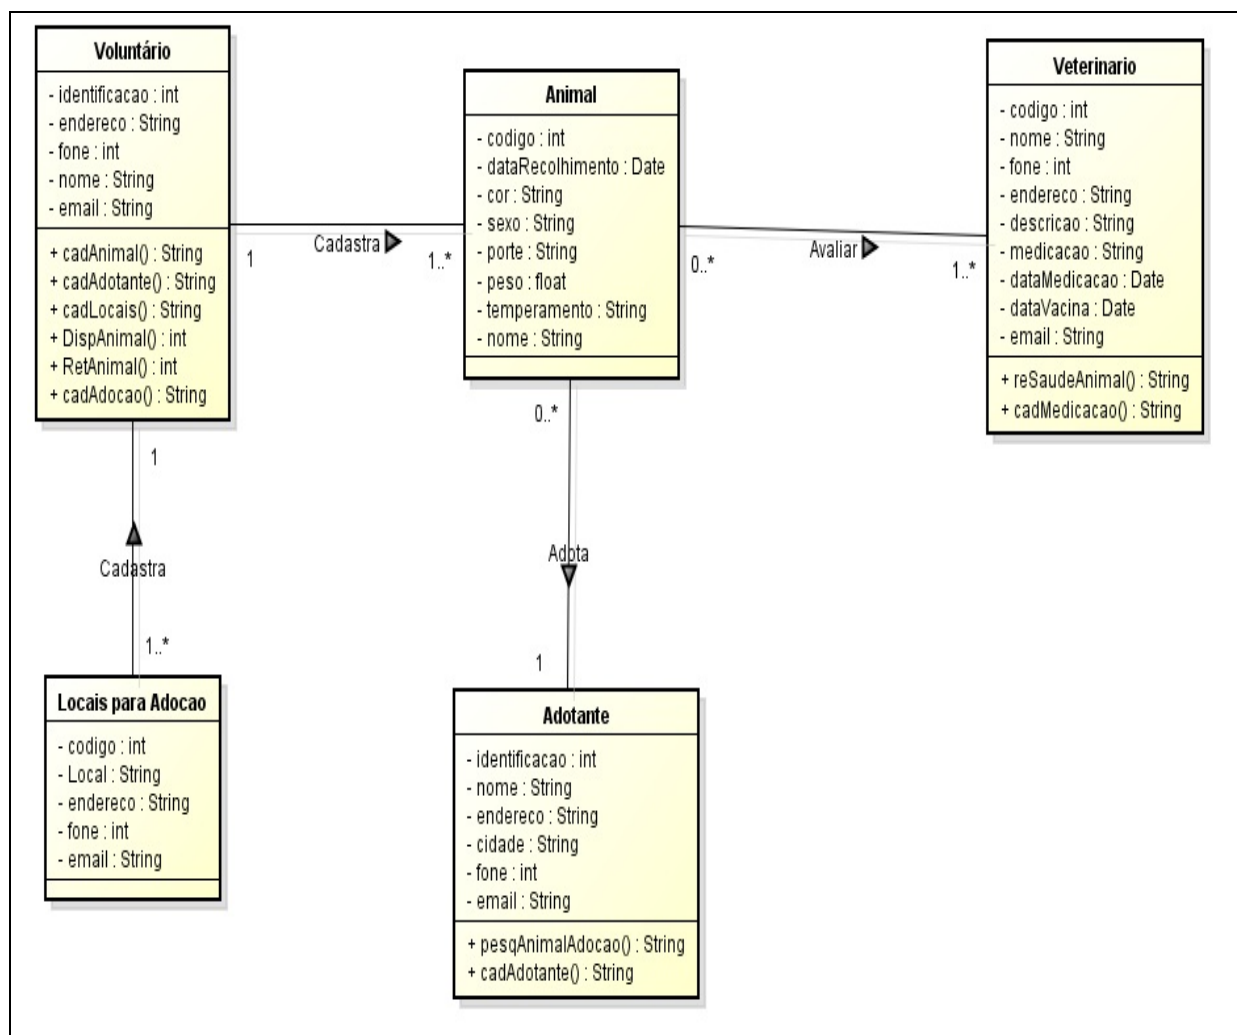 Voluntário
- identificacao : int
- endereco : String
- fone : int
- nome : String
- email : String
+ cadAnimal() : String
+ cadAdotante() : String
+ cadLocais() : String
+ DispAnimal() : int
+ RetAnimal() : int
+ cadAdocao() : String
1
Cadastra
1..*
Animal
- codigo : int
- dataRecolhimento : Date
- cor : String
- sexo : String
- porte : String
- peso : float
- temperamento : String
- nome : String
0..*
Avaliar
1..*
Veterinario
- codigo : int
- nome : String
- fone : int
- endereco : String
- descricao : String
- medicacao : String
- dataMedicacao : Date
- dataVacina : Date
- email : String
+ reSaudeAnimal() : String
+ cadMedicacao() : String
1
Cadastra
1..*
0..*
Adota
1
Locais para Adocao
- codigo : int
- Local : String
- endereco : String
- fone : int
- email : String
Adotante
- identificacao : int
- nome : String
- endereco : String
- cidade : String
- fone : int
- email : String
+ pesqAnimalAdocao() : String
+ cadAdotante() : String